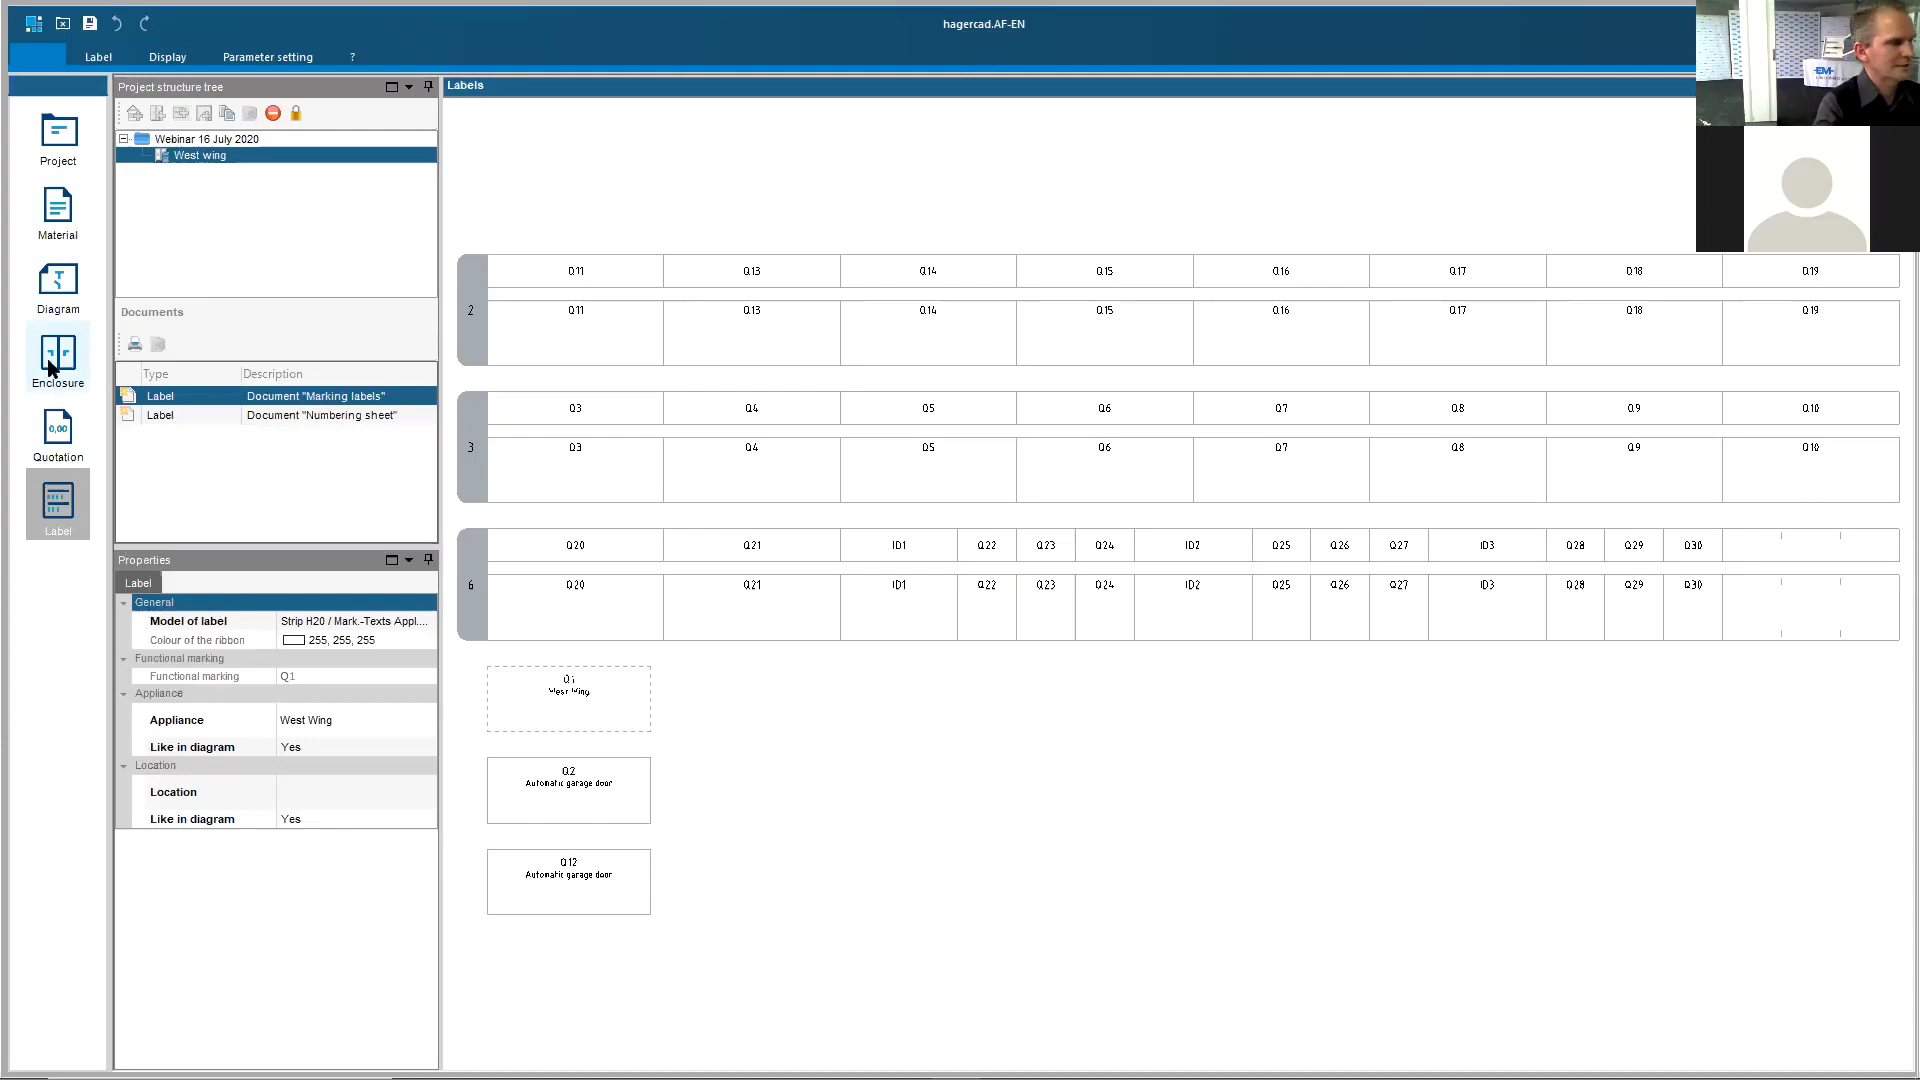 hagercad.AF-EN
Label Display Parameter setting ?
Project structure tree
Labels
Webinar 16 July 2020
West wing
Project
Material
Diagram
Enclosure
Quotation
0,00
Label
Documents
Type Description
Label Document "Marking labels"
Label Document "Numbering sheet"
Properties
Label
General
Model of label Strip H20 / Mark.-Texts Appl....
Colour of the ribbon 255, 255, 255
Functional marking
Functional marking Q1
Appliance
Appliance West Wing
Like in diagram Yes
Location
Location
Like in diagram Yes
2
Q11 Q13 Q14 Q15 Q16 Q17 Q18 Q19
Q11 Q13 Q14 Q15 Q16 Q17 Q18 Q19
3
Q3 Q4 Q5 Q6 Q7 Q8 Q9 Q10
Q3 Q4 Q5 Q6 Q7 Q8 Q9 Q10
6
Q20 Q21 ID1 Q22 Q23 Q24 ID2 Q25 Q26 Q27 ID3 Q28 Q29 Q30
Q20 Q21 ID1 Q22 Q23 Q24 ID2 Q25 Q26 Q27 ID3 Q28 Q29 Q30
Q1
West Wing
Q2
Automatic garage door
Q12
Automatic garage door
EM